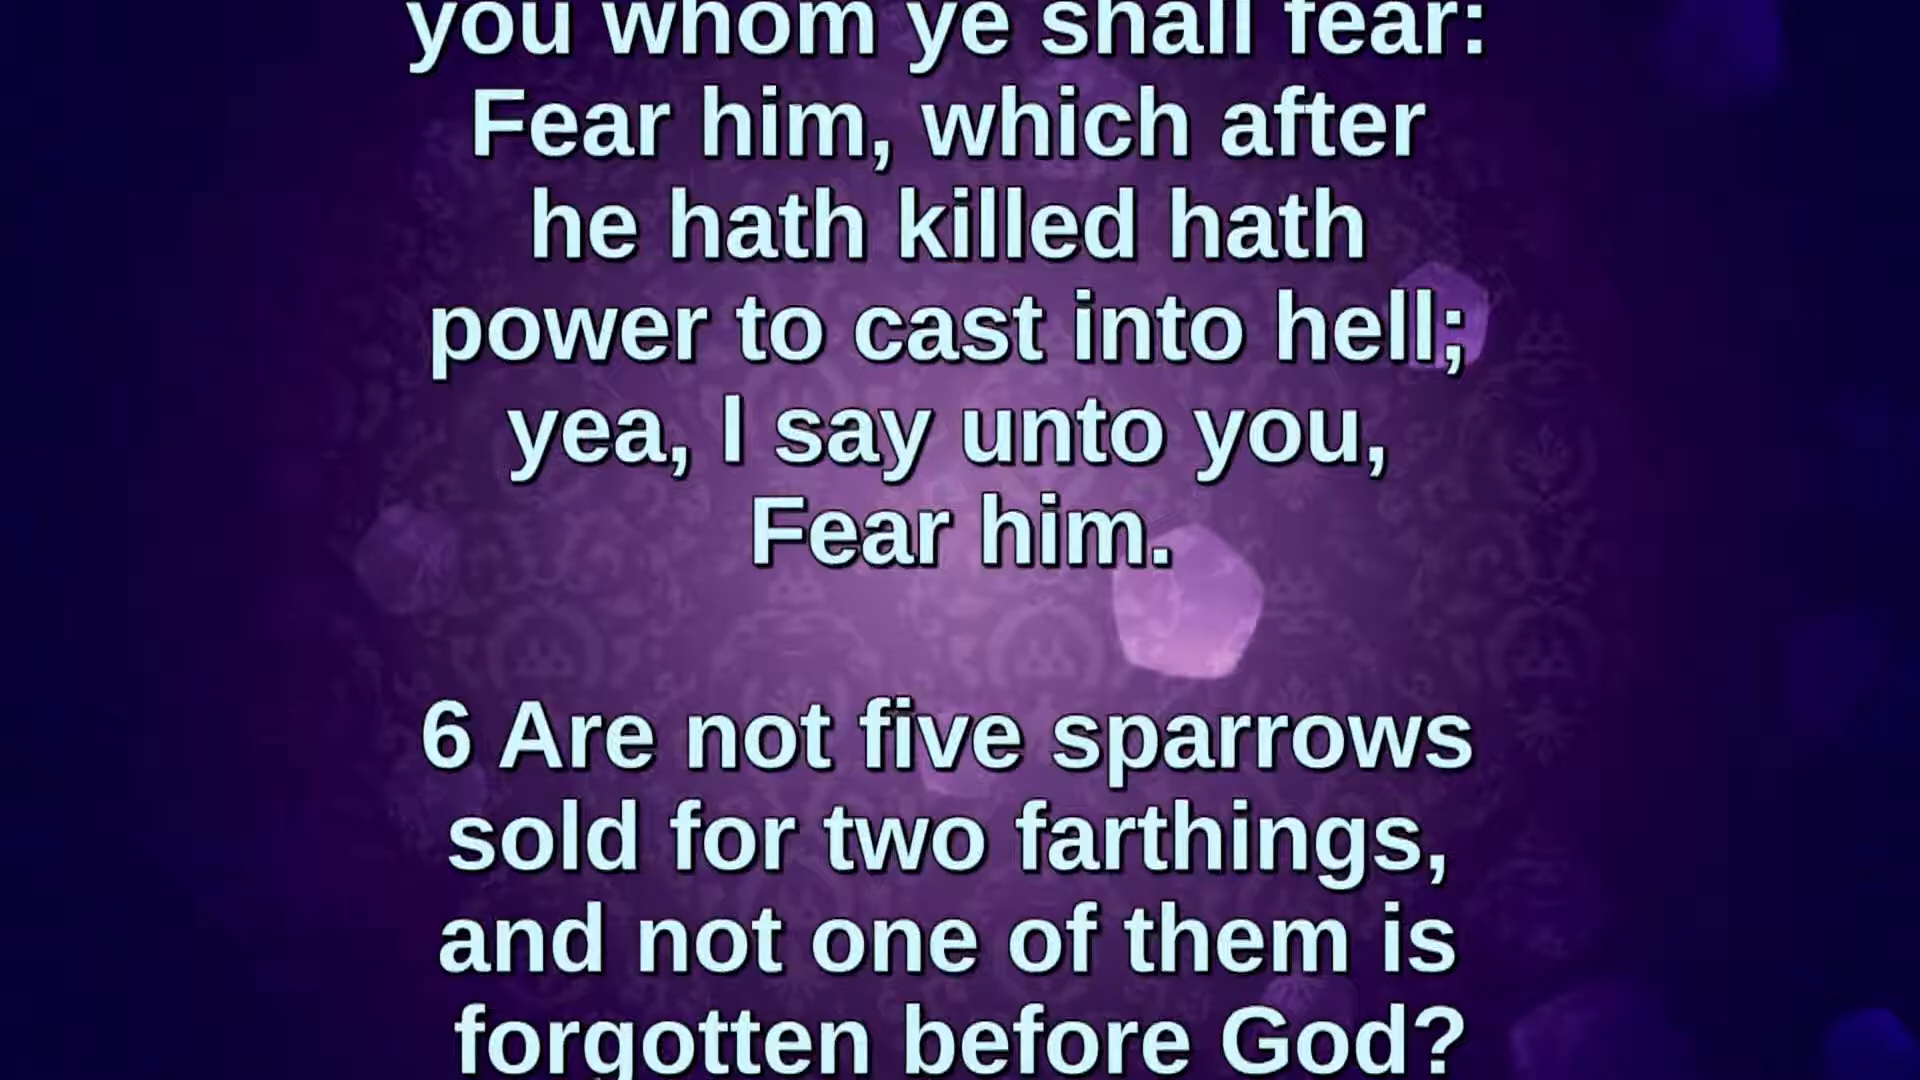 you whom ye shall fear:
Fear him, which after
he hath killed hath
power to cast into hell;
yea, I say unto you,
Fear him.
6 Are not five sparrows
sold for two farthings,
and not one of them is
forgotten before God?